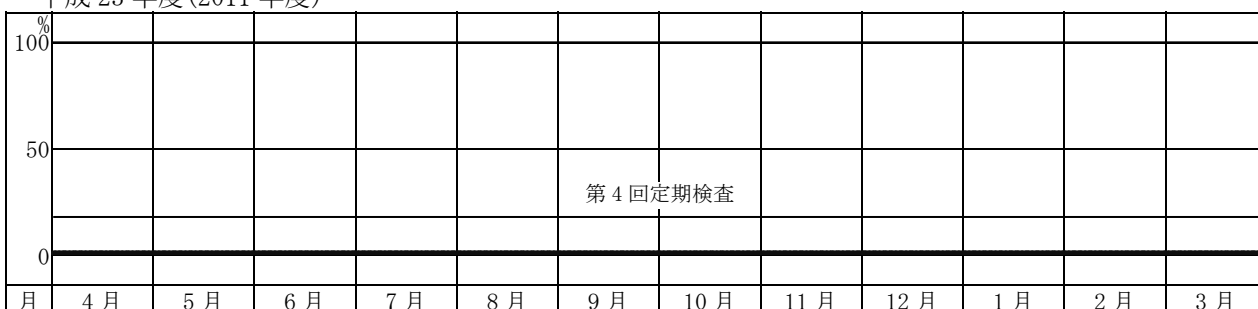 平成 23 年度(2011 年度)
%
100
50
第 4 回定期検査
0
月 4 月 5 月 6 月 7 月 8 月 9 月 10 月 11 月 12 月 1 月 2 月 3 月